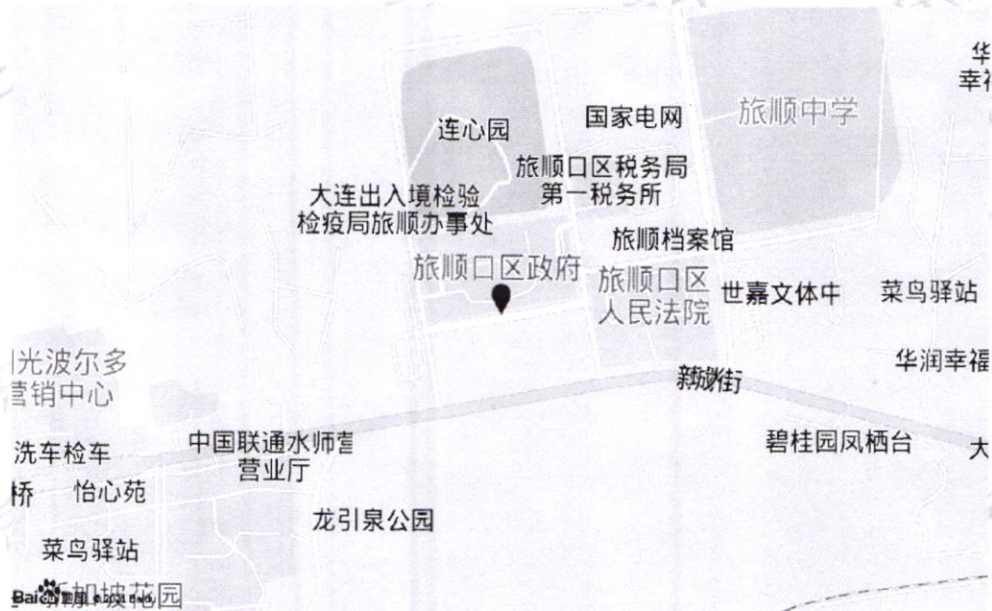 华
幸福
国家电网
旅顺中学
连心园
旅顺口区税务局
第一税务所
大连出入境检验
检疫局旅顺办事处
旅顺档案馆
旅顺口区政府
旅顺口区
人民法院
世嘉文体中
菜鸟驿站
光波尔多
营销中心
华润幸福
中国联通水师营
营业厅
碧桂园凤栖台
大
洗车检车
桥
怡心苑
龙引泉公园
菜鸟驿站
新加坡花园